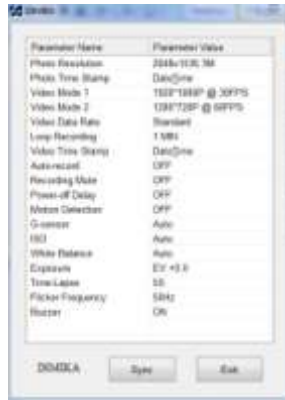 Parameter Name Parameter Value
Photo Resolution 2048x1536 3M
Photo Time Stamp Date&Time
Video Mode 1 1920*1080P @ 30FPS
Video Mode 2 1280*720P @ 60FPS
Video Data Rate Standard
Loop Recording 1 MIN
Video Time Stamp Date&Time
Auto-record OFF
Recording Mute OFF
Power-off Delay OFF
Motion Detection OFF
G-sensor Auto
ISO Auto
White Balance Auto
Exposure EV +0.0
Time-Lapse
Flicker Frequency 50Hz
Buzzer ON
Sync Exit